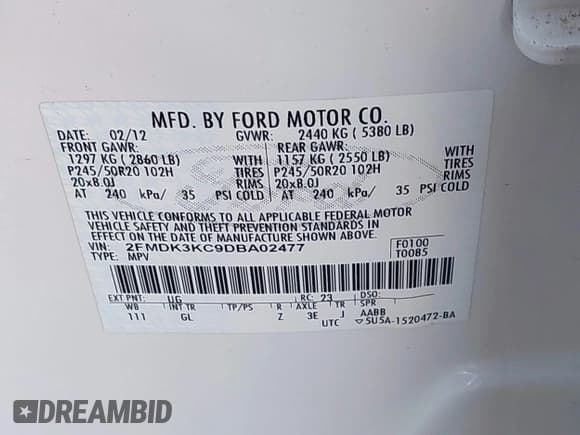 MFD. BY FORD MOTOR CO.
DATE: 02/12 GVWR: 2440 KG ( 5380 LB)
FRONT GAWR: REAR GAWR:
1297 KG ( 2860 LB) WITH 1157 KG ( 2550 LB) WITH
P245/50R20 102H TIRES P245/50R20 102H TIRES
20x8.0J RIMS 20x8.0J RIMS
AT 240 kPa/ 35 PSI COLD AT 240 kPa/ 35 PSI COLD
THIS VEHICLE CONFORMS TO ALL APPLICABLE FEDERAL MOTOR
VEHICLE SAFETY AND THEFT PREVENTION STANDARDS IN
EFFECT ON THE DATE OF MANUFACTURE SHOWN ABOVE.
VIN: 2FMDK3KC9DBA02477 F0100
TYPE: MPV T0085
EXT PNT: UG RC: 23 DSO:
WB INT TR TP/PS R AXLE TR SPR
111 GL Z 3E J AABB
UTC ▽5U5A-1520472-BA
DREAMBID